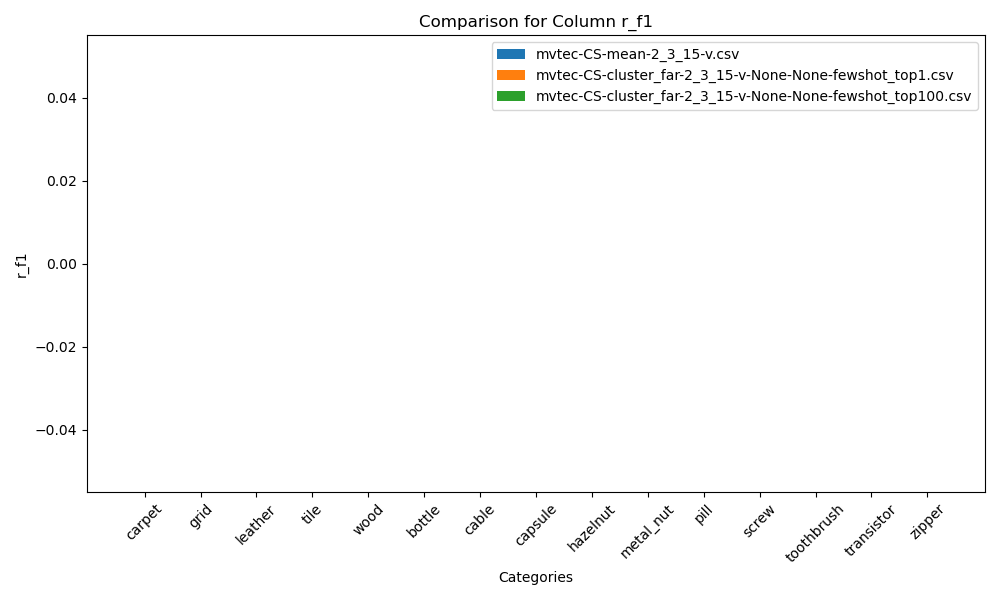 Comparison for Column r_f1
mvtec-CS-mean-2_3_15-v.csv
mvtec-CS-cluster_far-2_3_15-v-None-None-fewshot_top1.csv
mvtec-CS-cluster_far-2_3_15-v-None-None-fewshot_top100.csv
0.04
0.02
0.00
−0.02
−0.04
r_f1
carpet
grid
leather
tile
wood
bottle
cable
capsule
hazelnut
metal_nut
pill
screw
toothbrush
transistor
zipper
Categories